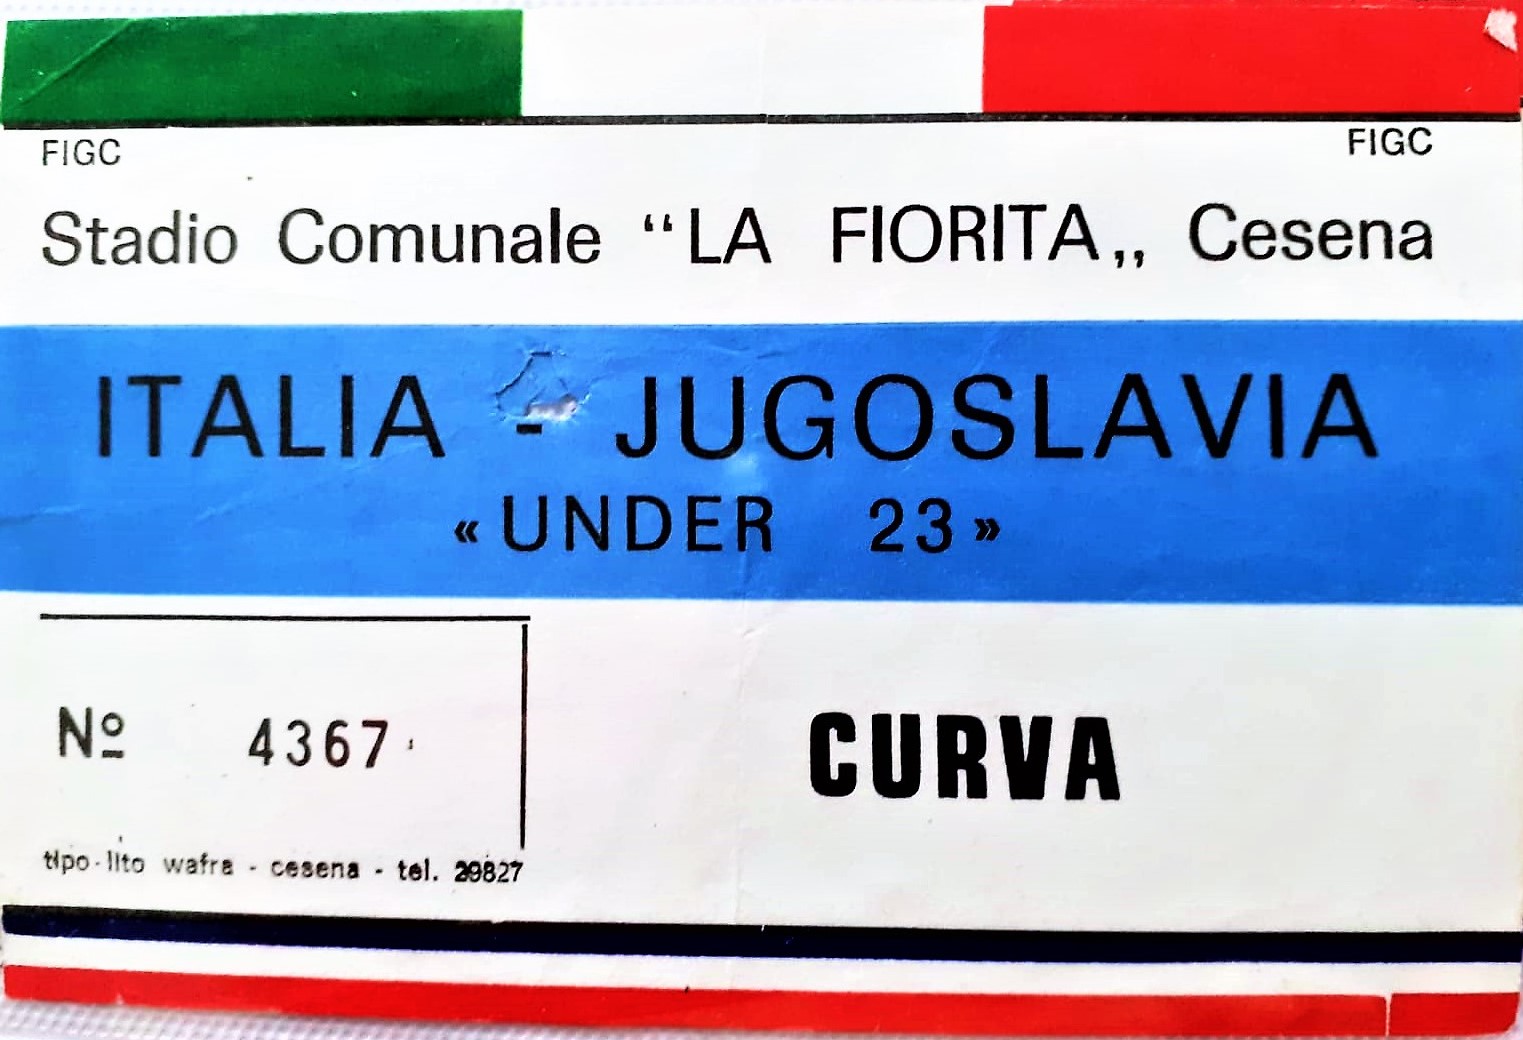 FIGC FIGC
Stadio Comunale “LA FIORITA„ Cesena
ITALIA - JUGOSLAVIA
«UNDER 23»
Nº 4367
CURVA
tipo-lito wafra - cesena - tel. 29827